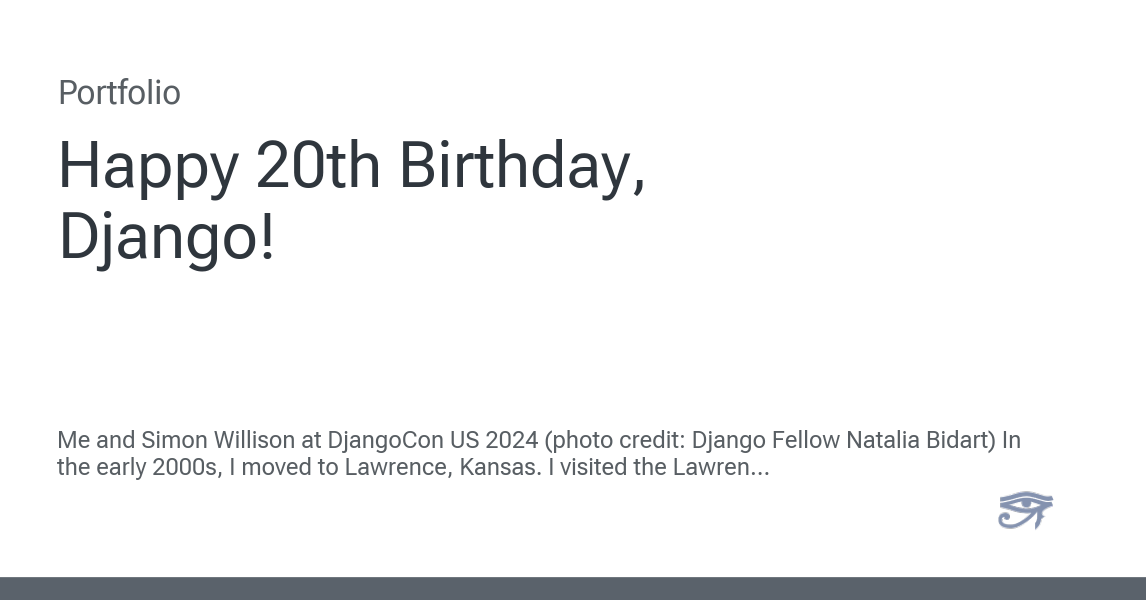 Portfolio
Happy 20th Birthday,
Django!
Me and Simon Willison at DjangoCon US 2024 (photo credit: Django Fellow Natalia Bidart) In
the early 2000s, I moved to Lawrence, Kansas. I visited the Lawren...